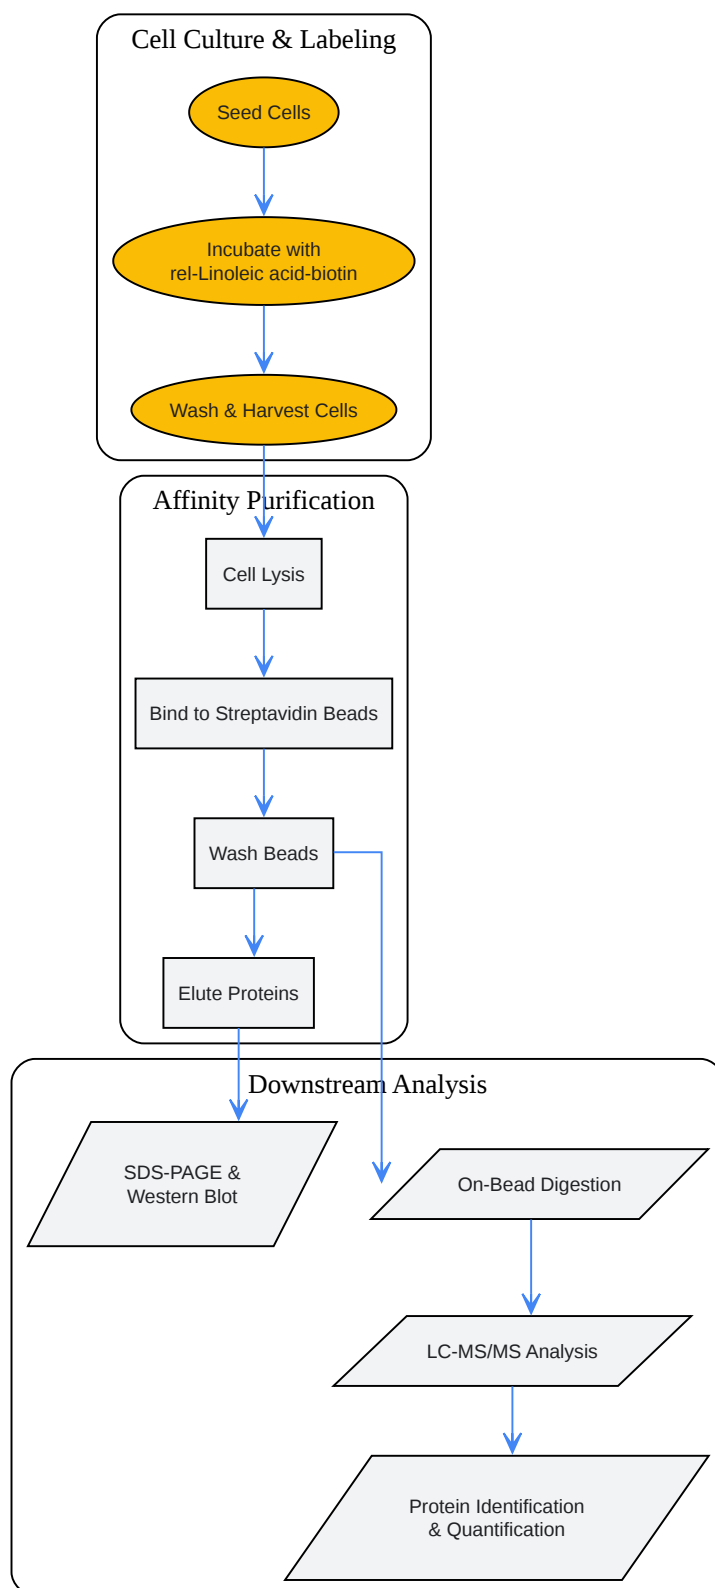 Cell Culture & Labeling
Seed Cells
Incubate with
rel-Linoleic acid-biotin
Wash & Harvest Cells
Affinity Purification
Cell Lysis
Bind to Streptavidin Beads
Wash Beads
Elute Proteins
Downstream Analysis
SDS-PAGE &
Western Blot
On-Bead Digestion
LC-MS/MS Analysis
Protein Identification
& Quantification